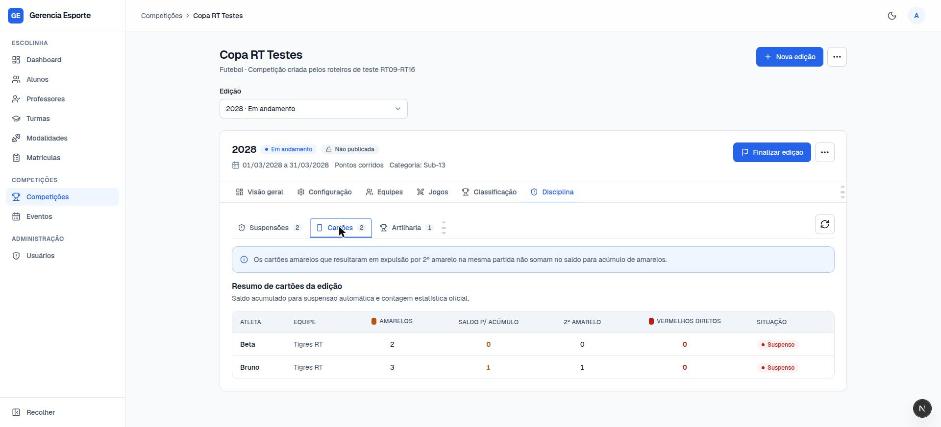 GE Gerencia Esporte
Competições > Copa RT Testes
A
ESCOLINHA
Dashboard
Alunos
Professores
Turmas
Modalidades
Matrículas
COMPETIÇÕES
Competições
Eventos
ADMINISTRAÇÃO
Usuários
Recolher
Copa RT Testes
Futebol · Competição criada pelos roteiros de teste RT09-RT16
+ Nova edição
Edição
2028 · Em andamento
2028 Em andamento Não publicada
01/03/2028 a 31/03/2028 Pontos corridos Categoria: Sub-13
Finalizar edição
Visão geral Configuração Equipes Jogos Classificação Disciplina
Suspensões 2 Cartões 2 Artilharia 1
Os cartões amarelos que resultaram em expulsão por 2º amarelo na mesma partida não somam no saldo para acúmulo de amarelos.
Resumo de cartões da edição
Saldo acumulado para suspensão automática e contagem estatística oficial.
ATLETA EQUIPE AMARELOS SALDO P/ ACÚMULO 2º AMARELO VERMELHOS DIRETOS SITUAÇÃO
Beta Tigres RT 2 0 0 0 Suspenso
Bruno Tigres RT 3 1 1 0 Suspenso
N